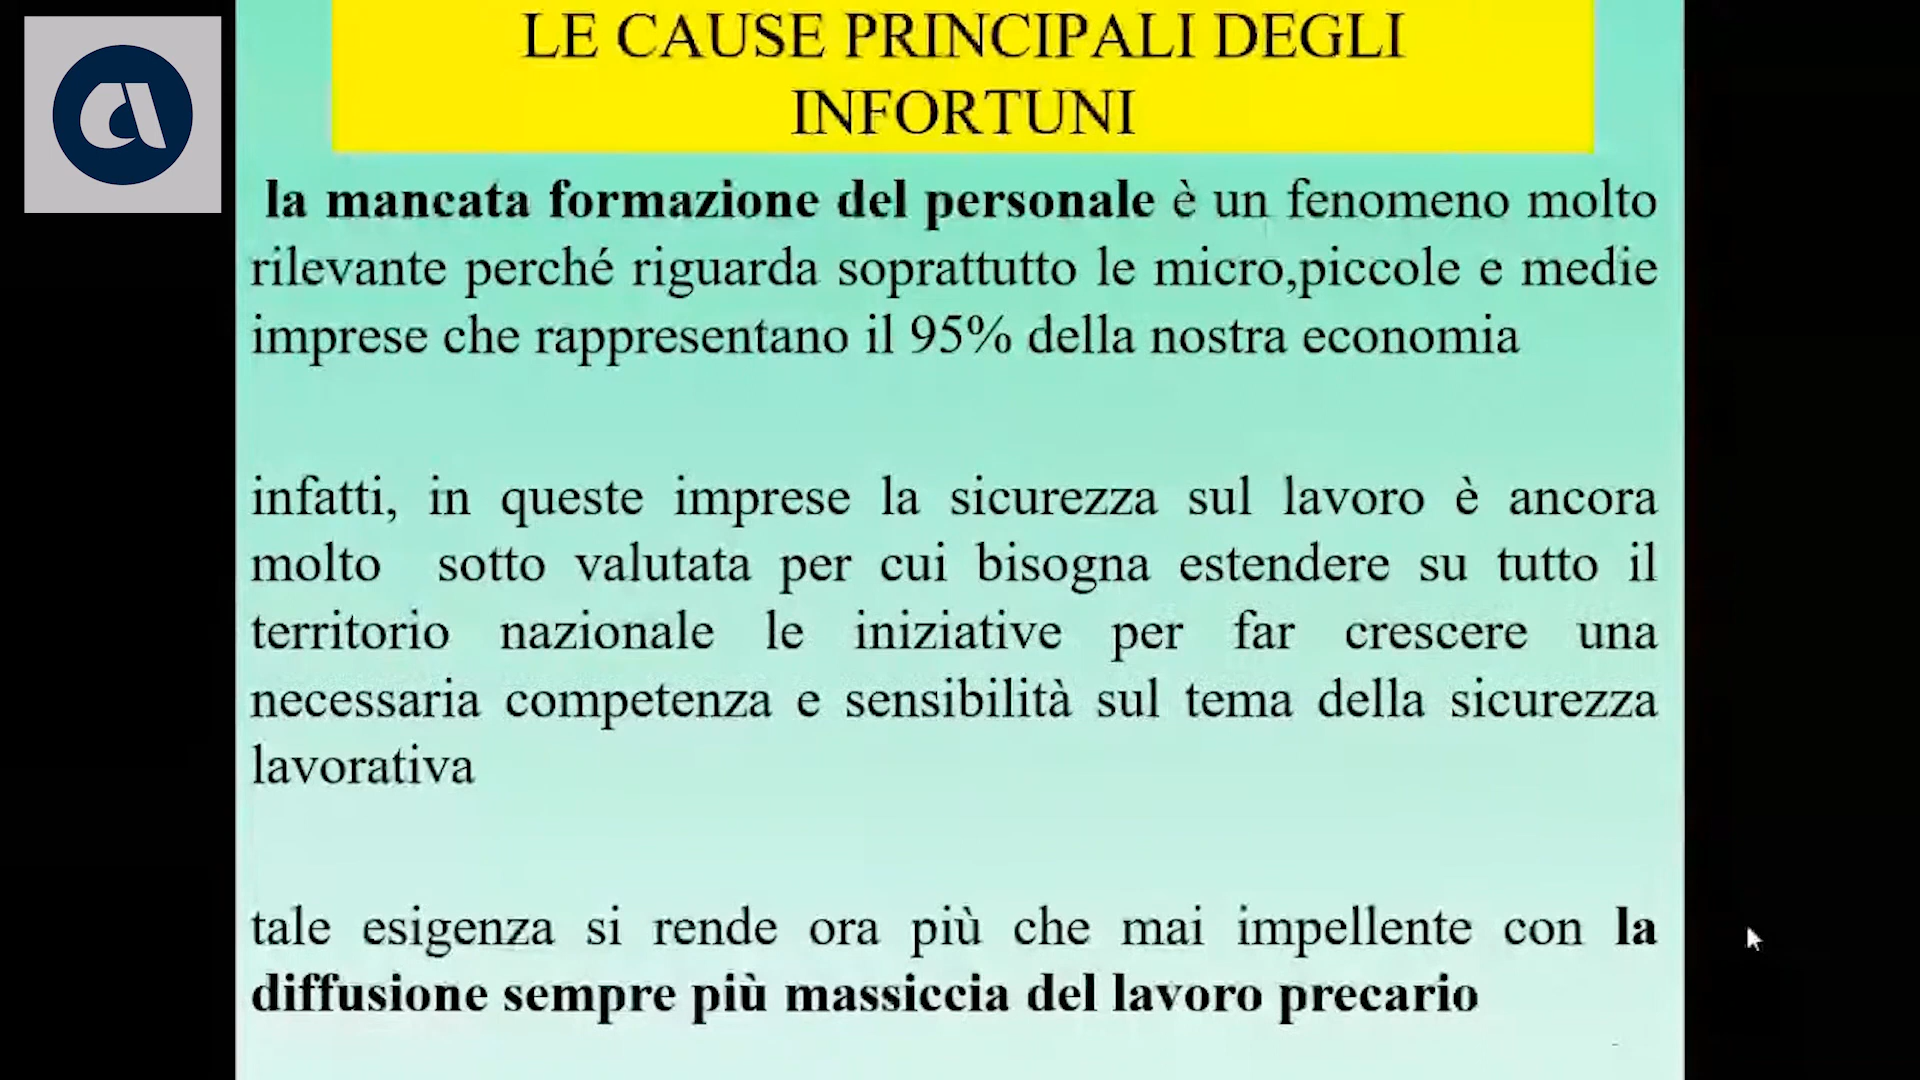 LE CAUSE PRINCIPALI DEGLI
INFORTUNI
la mancata formazione del personale è un fenomeno molto
rilevante perché riguarda soprattutto le micro,piccole e medie
imprese che rappresentano il 95% della nostra economia
infatti, in queste imprese la sicurezza sul lavoro è ancora
molto sotto valutata per cui bisogna estendere su tutto il
territorio nazionale le iniziative per far crescere una
necessaria competenza e sensibilità sul tema della sicurezza
lavorativa
tale esigenza si rende ora più che mai impellente con la
diffusione sempre più massiccia del lavoro precario